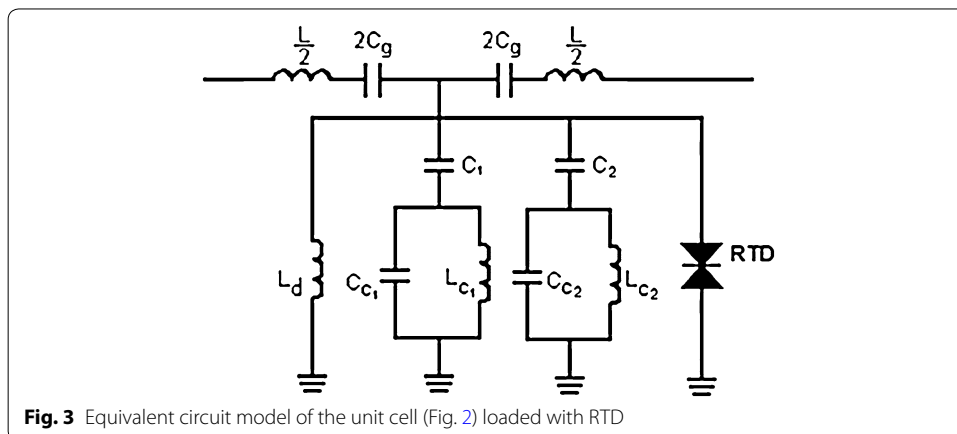 L/2 2Cg 2Cg L/2
C₁ C₂
RTD
Ld Cc₁ Lc₁ Cc₂ Lc₂
Fig. 3 Equivalent circuit model of the unit cell (Fig. 2) loaded with RTD